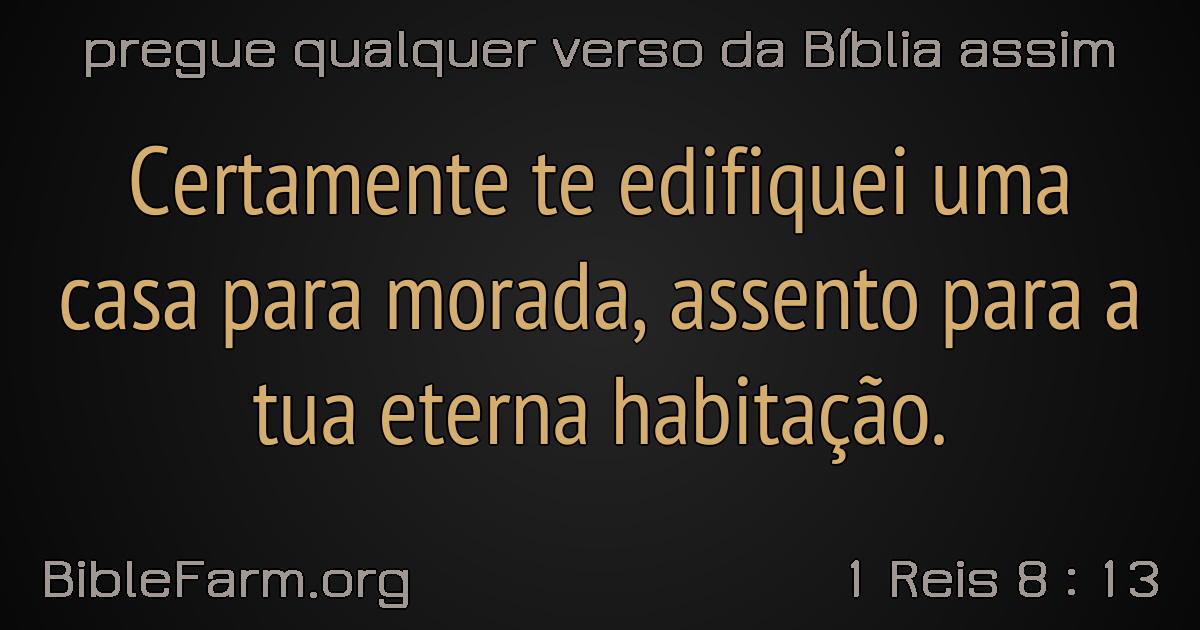 pregue qualquer verso da Bíblia assim
Certamente te edifiquei uma
casa para morada, assento para a
tua eterna habitação.
BibleFarm.org
1 Reis 8 : 13